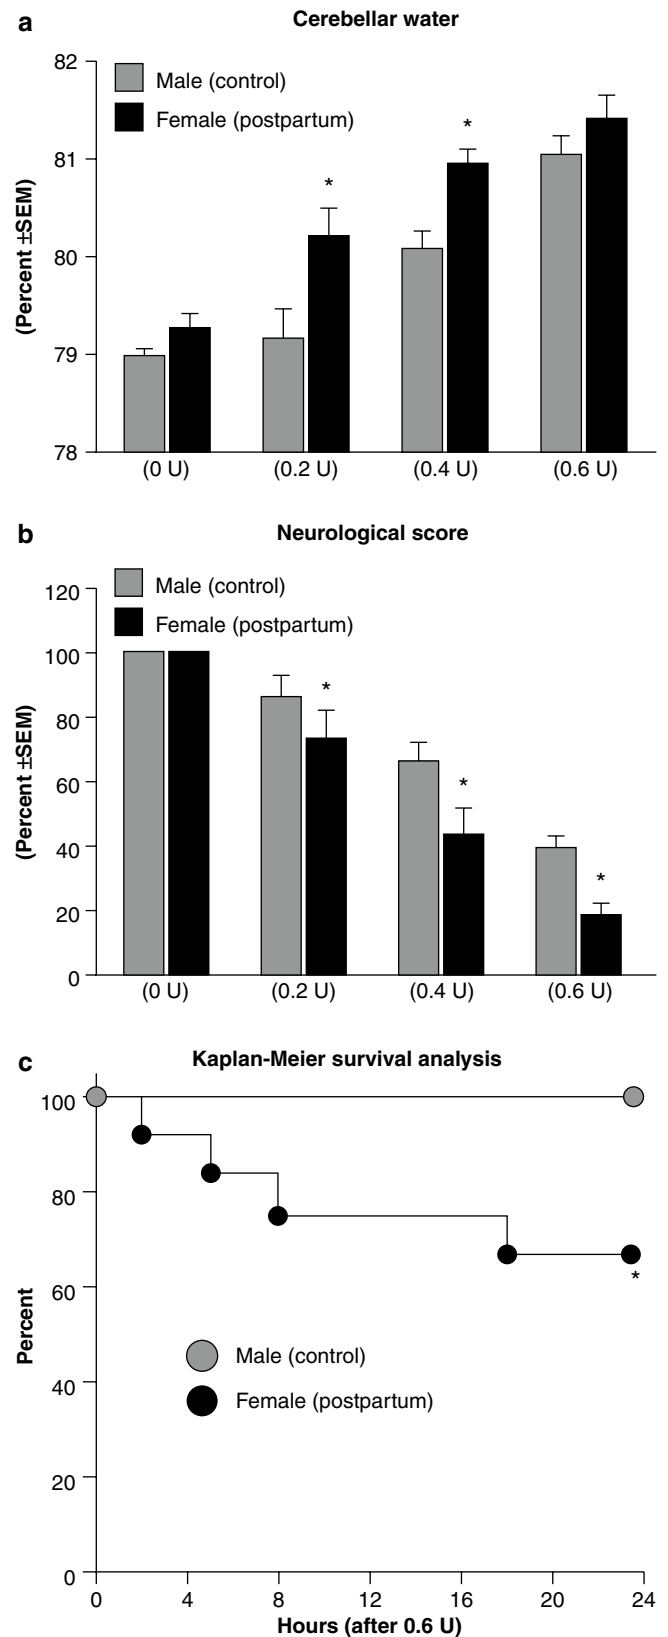 a
Cerebellar water
82
81
80
79
78
(Percent ±SEM)
Male (control)
Female (postpartum)
*
*
(0 U) (0.2 U) (0.4 U) (0.6 U)
b
Neurological score
120
100
80
60
40
20
0
(Percent ±SEM)
Male (control)
Female (postpartum)
*
*
*
(0 U) (0.2 U) (0.4 U) (0.6 U)
c
Kaplan-Meier survival analysis
100
80
60
40
20
0
Percent
*
Male (control)
Female (postpartum)
0 4 8 12 16 20 24
Hours (after 0.6 U)